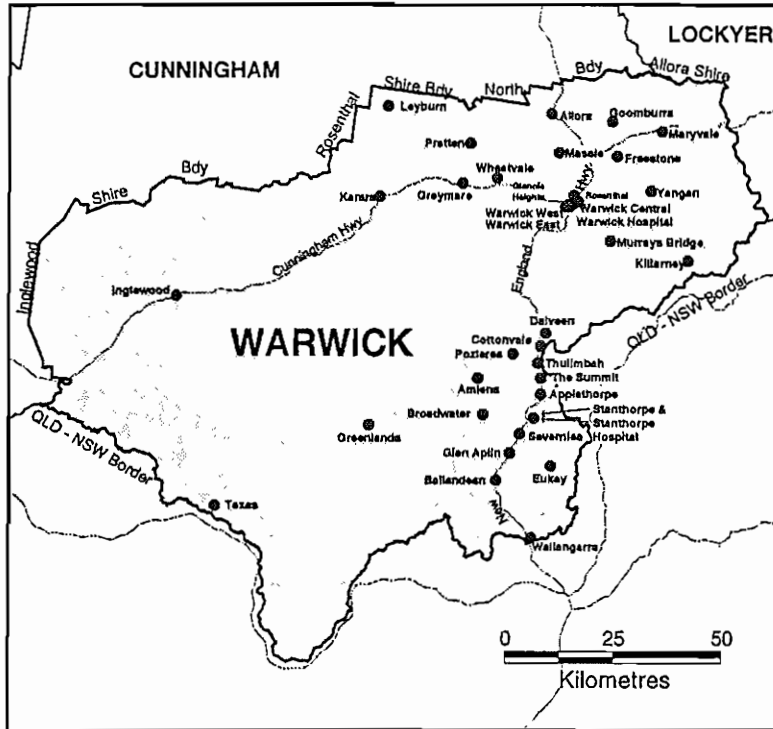 LOCKYER
CUNNINGHAM
Allora Shire
Bdy
North
Shire Bdy
Rosenthal
Leyburn
Allora
Goomburra
Maryvale
Pratten
Massie
Freestone
Wheatvale
Hwy
Bdy
Shire
Karara
Greymare
Glennie
Heights
Rosenthal
Yangan
Warwick West
Warwick Central
Warwick East
Warwick Hospital
Cunningham Hwy
Murrays Bridge
Killarney
England
Inglewood
Inglewood
QLD - NSW Border
Dalveen
WARWICK
Cottonvale
Pozieres
Thulimbah
Amiens
The Summit
Applethorpe
Broadwater
Stanthorpe &
Stanthorpe
Hospital
Greenlands
Severnlea
QLD - NSW Border
Glen Aplin
Ballandean
Eukey
Texas
New
Wallangarra
0 25 50
Kilometres